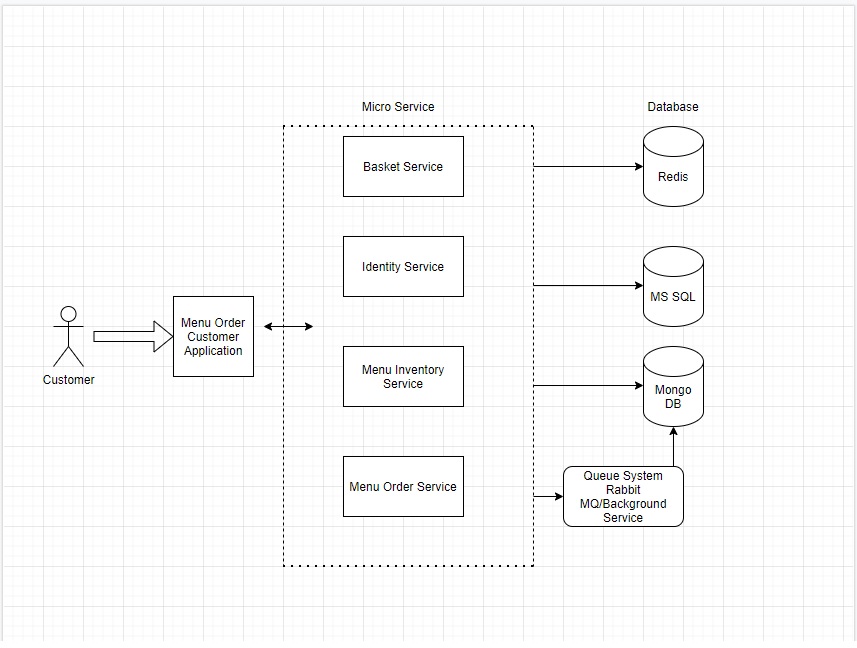 Micro Service
Database
Basket Service
Redis
Identity Service
MS SQL
Menu Order
Customer
Application
Customer
Menu Inventory
Service
Mongo
DB
Menu Order Service
Queue System
Rabbit
MQ/Background
Service